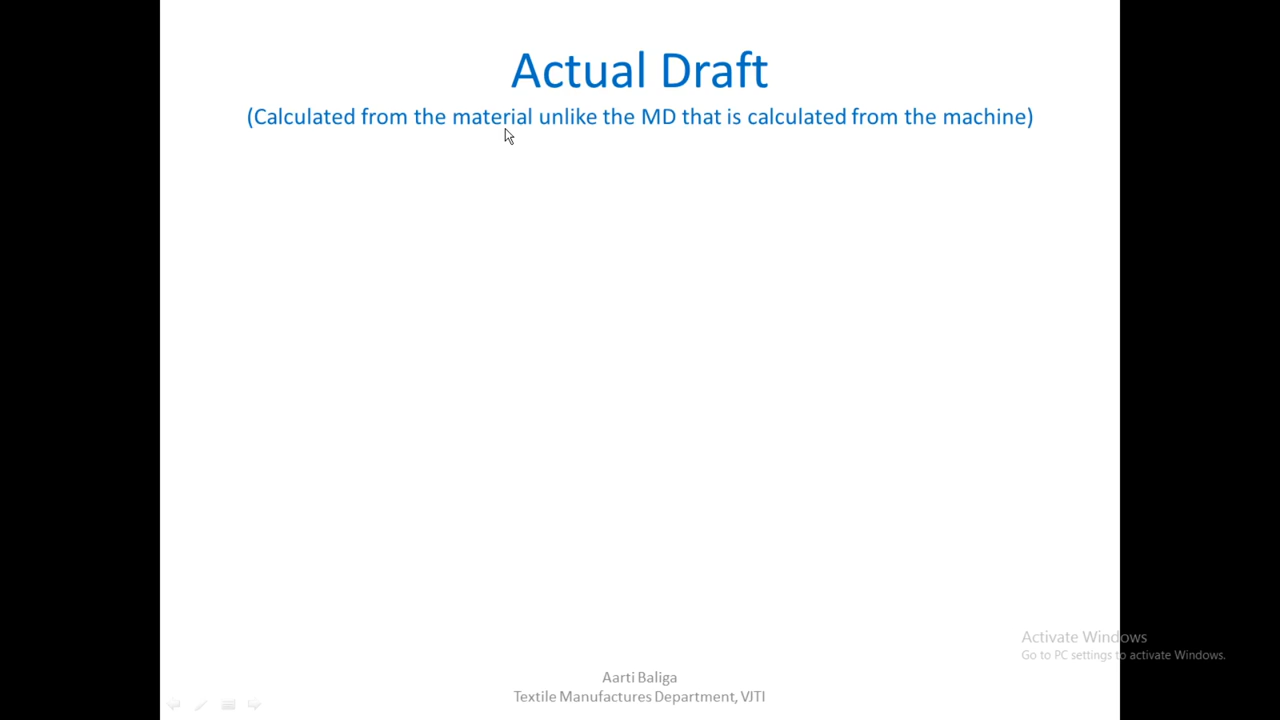 Actual Draft
(Calculated from the material unlike the MD that is calculated from the machine)
Activate Windows
Go to PC settings to activate Windows.
Aarti Baliga
Textile Manufactures Department, VJTI